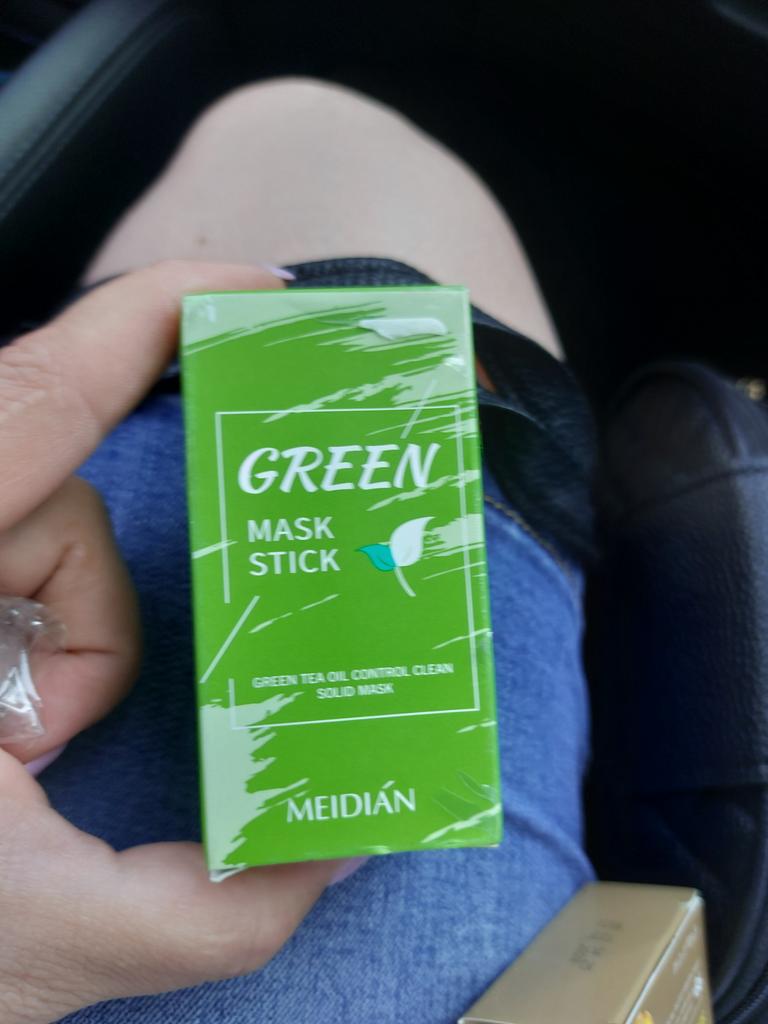 GREEN
MASK
STICK
GREEN TEA OIL CONTROL CLEAN
SOLID MASK
MEIDIÁN